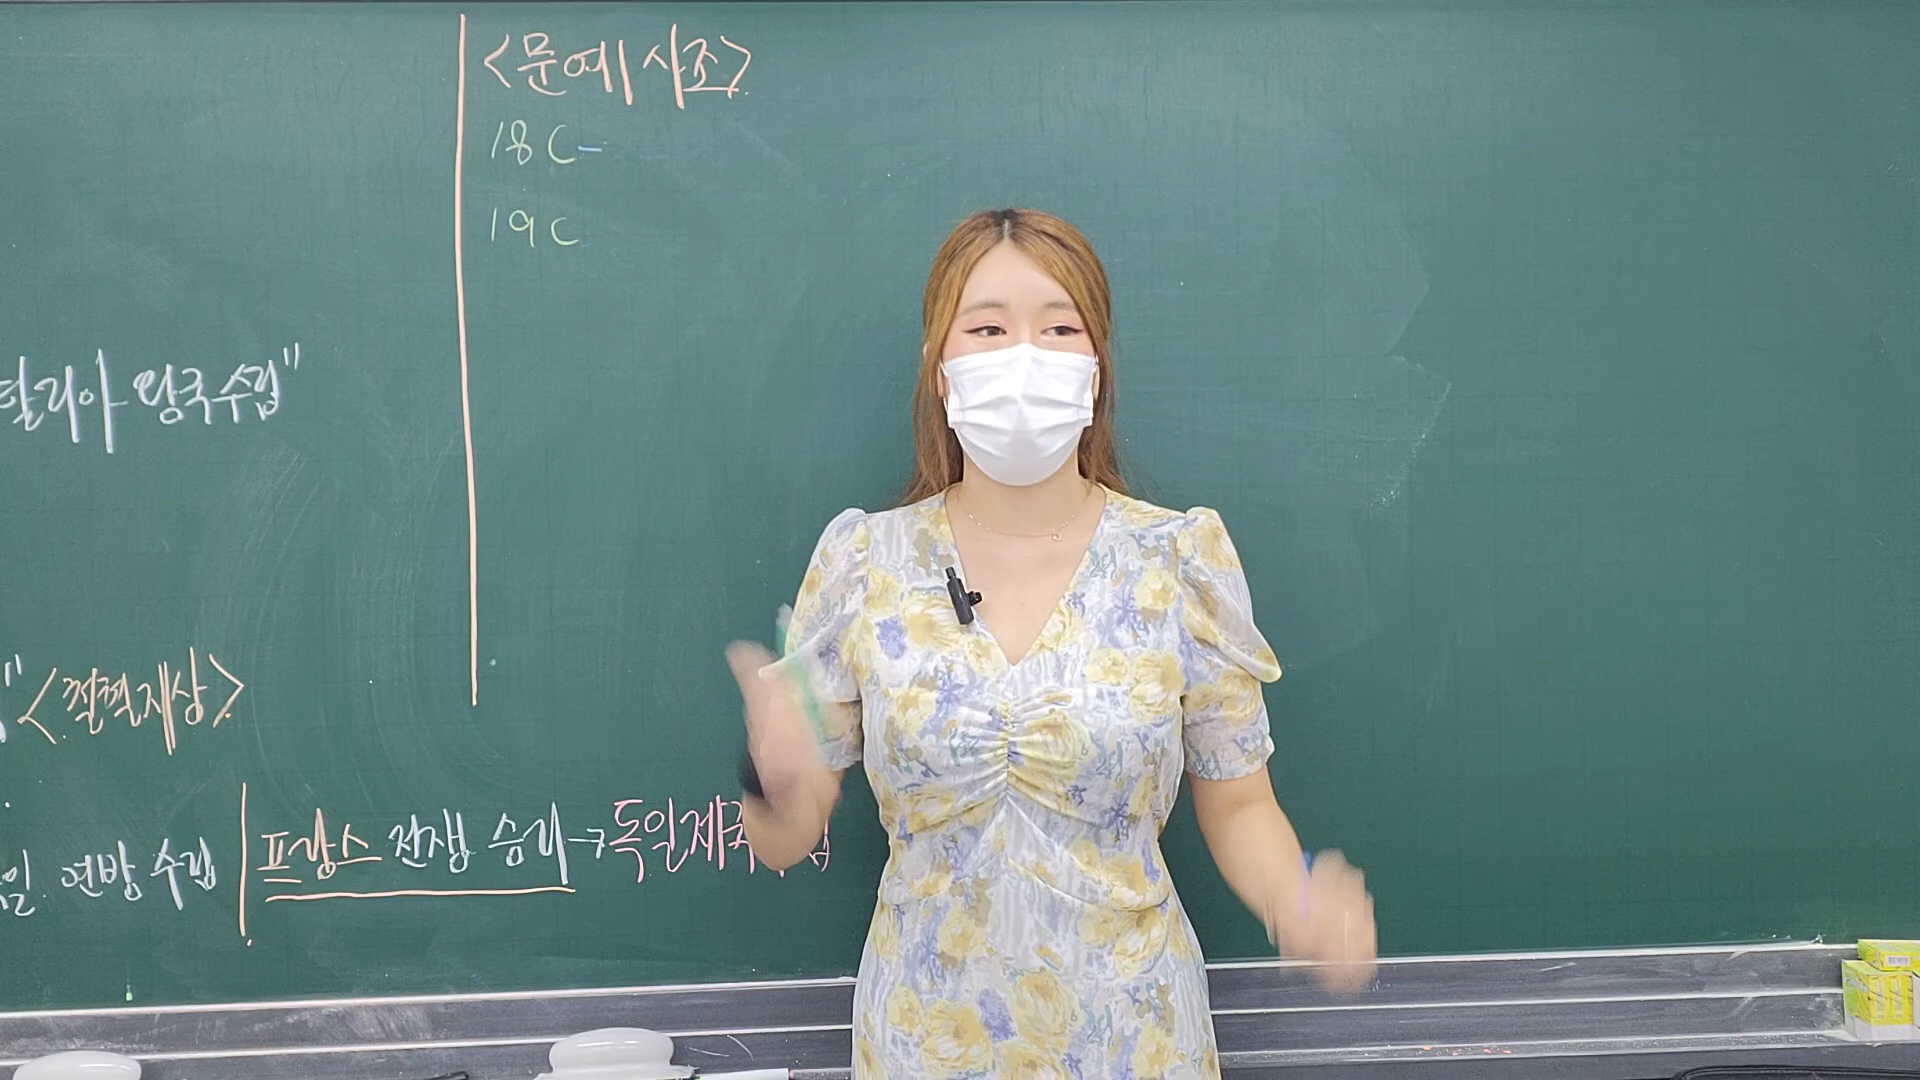 <문예 사조>
18C-
19C
탈리아 왕국수립"
"<철혈재상>
일 연방 수립 | 프랑스 전쟁 승리→독일제국